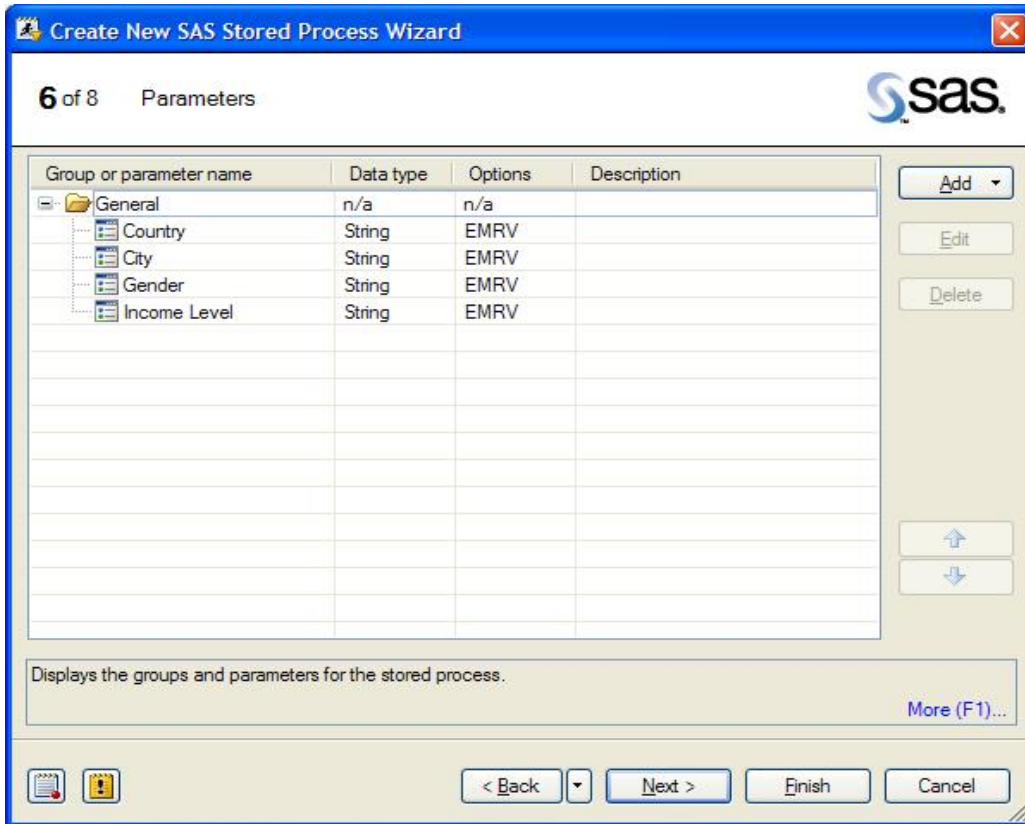 Create New SAS Stored Process Wizard
6 of 8 Parameters
sas.
TM
Group or parameter name Data type Options Description
General n/a n/a
Country String EMRV
City String EMRV
Gender String EMRV
Income Level String EMRV
Add
Edit
Delete
Displays the groups and parameters for the stored process.
More (F1)...
< Back
Next >
Finish
Cancel